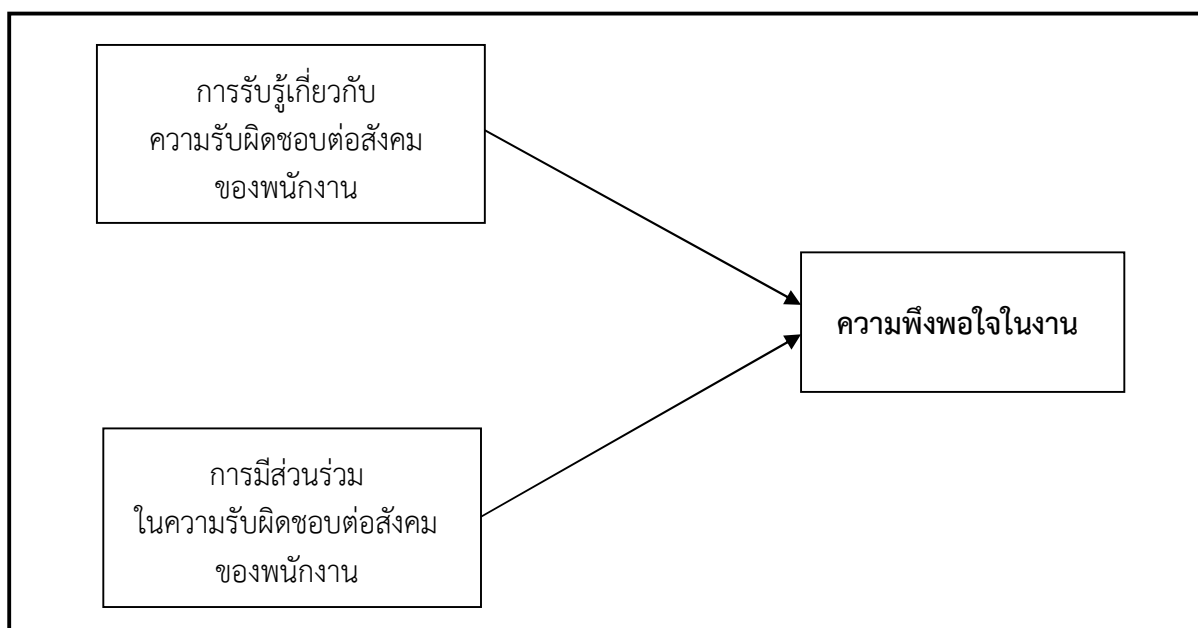 การรับรู้เกี่ยวกับ
ความรับผิดชอบต่อสังคม
ของพนักงาน
ความพึงพอใจในงาน
การมีส่วนร่วม
ในความรับผิดชอบต่อสังคม
ของพนักงาน